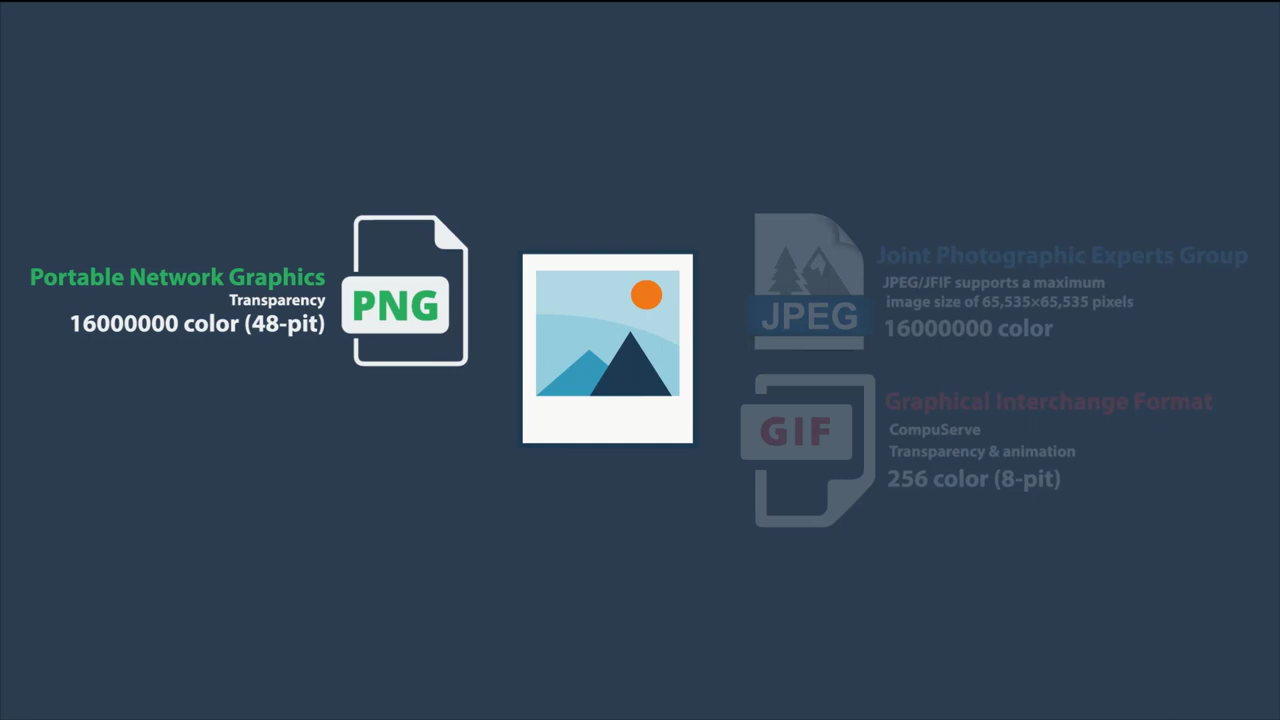 Portable Network Graphics
Transparency
16000000 color (48-pit)
PNG
Joint Photographic Experts Group
JPEG/JFIF supports a maximum
image size of 65,535×65,535 pixels
16000000 color
JPEG
Graphical Interchange Format
CompuServe
Transparency & animation
256 color (8-pit)
GIF